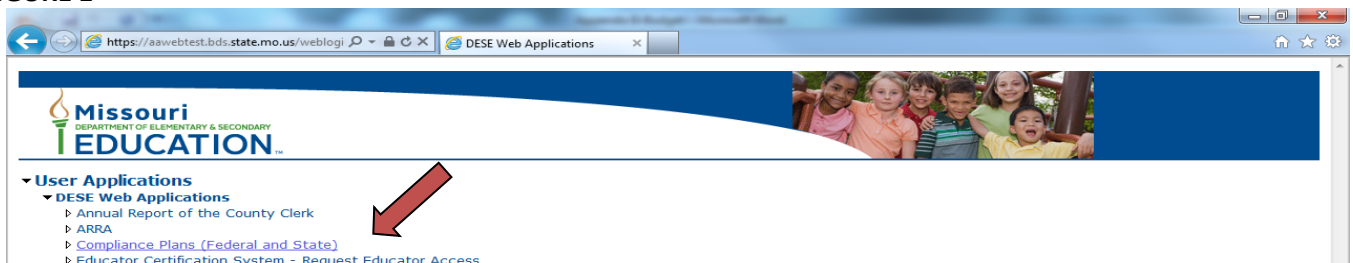 https://aawebtest.bds.state.mo.us/weblogi
DESE Web Applications
Missouri
DEPARTMENT OF ELEMENTARY & SECONDARY
EDUCATION™
User Applications
DESE Web Applications
Annual Report of the County Clerk
ARRA
Compliance Plans (Federal and State)
Educator Certification System - Request Educator Access